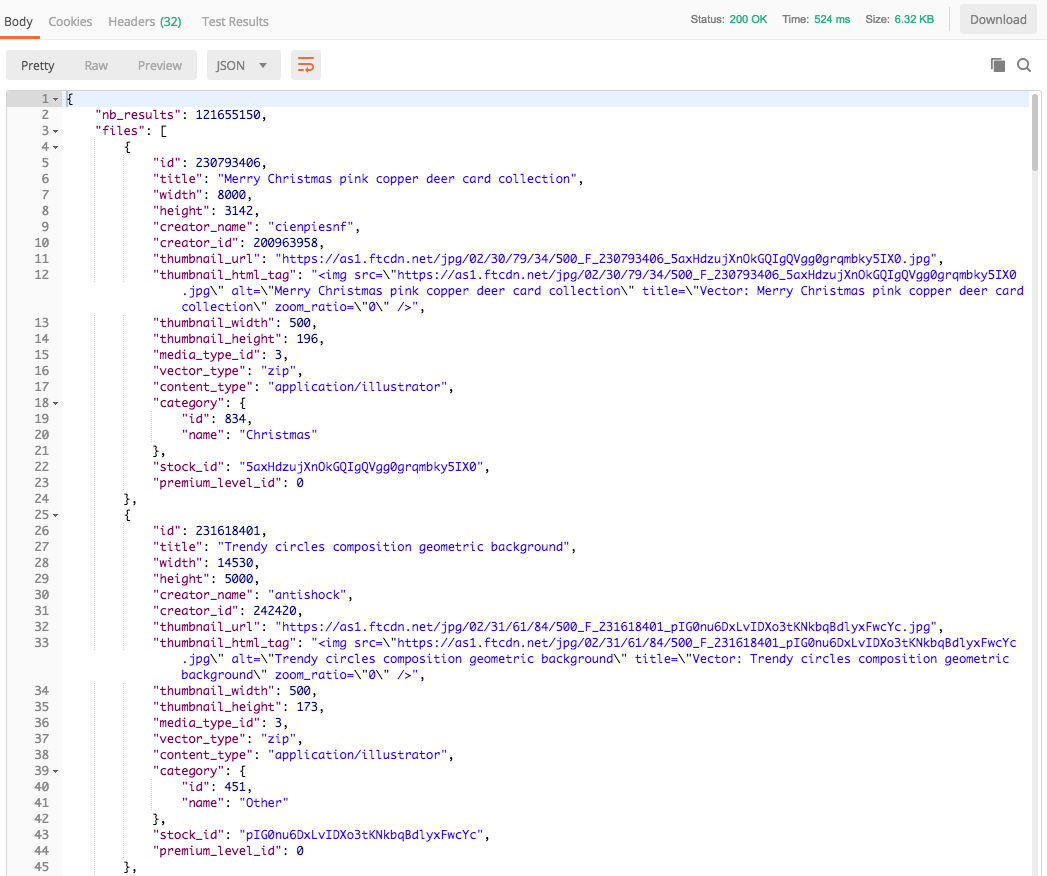 Body Cookies Headers (32) Test Results Status: 200 OK Time: 524 ms Size: 6.32 KB Download
Pretty Raw Preview JSON
1 {
2 "nb_results": 121655150,
3 "files": [
4 {
5 "id": 230793406,
6 "title": "Merry Christmas pink copper deer card collection",
7 "width": 8000,
8 "height": 3142,
9 "creator_name": "cienpiesnf",
10 "creator_id": 200963958,
11 "thumbnail_url": "https://as1.ftcdn.net/jpg/02/30/79/34/500_F_230793406_5axHdzujXnOkGQIgQVgg0grqmbky5IX0.jpg",
12 "thumbnail_html_tag": "<img src=\"https://as1.ftcdn.net/jpg/02/30/79/34/500_F_230793406_5axHdzujXnOkGQIgQVgg0grqmbky5IX0
.jpg\" alt=\"Merry Christmas pink copper deer card collection\" title=\"Vector: Merry Christmas pink copper deer card
collection\" zoom_ratio=\"0\" />",
13 "thumbnail_width": 500,
14 "thumbnail_height": 196,
15 "media_type_id": 3,
16 "vector_type": "zip",
17 "content_type": "application/illustrator",
18 "category": {
19 "id": 834,
20 "name": "Christmas"
21 },
22 "stock_id": "5axHdzujXnOkGQIgQVgg0grqmbky5IX0",
23 "premium_level_id": 0
24 },
25 {
26 "id": 231618401,
27 "title": "Trendy circles composition geometric background",
28 "width": 14530,
29 "height": 5000,
30 "creator_name": "antishock",
31 "creator_id": 242420,
32 "thumbnail_url": "https://as1.ftcdn.net/jpg/02/31/61/84/500_F_231618401_pIG0nu6DxLvIDXo3tKNkbqBdlyxFwcYc.jpg",
33 "thumbnail_html_tag": "<img src=\"https://as1.ftcdn.net/jpg/02/31/61/84/500_F_231618401_pIG0nu6DxLvIDXo3tKNkbqBdlyxFwcYc
.jpg\" alt=\"Trendy circles composition geometric background\" title=\"Vector: Trendy circles composition geometric
background\" zoom_ratio=\"0\" />",
34 "thumbnail_width": 500,
35 "thumbnail_height": 173,
36 "media_type_id": 3,
37 "vector_type": "zip",
38 "content_type": "application/illustrator",
39 "category": {
40 "id": 451,
41 "name": "Other"
42 },
43 "stock_id": "pIG0nu6DxLvIDXo3tKNkbqBdlyxFwcYc",
44 "premium_level_id": 0
45 },